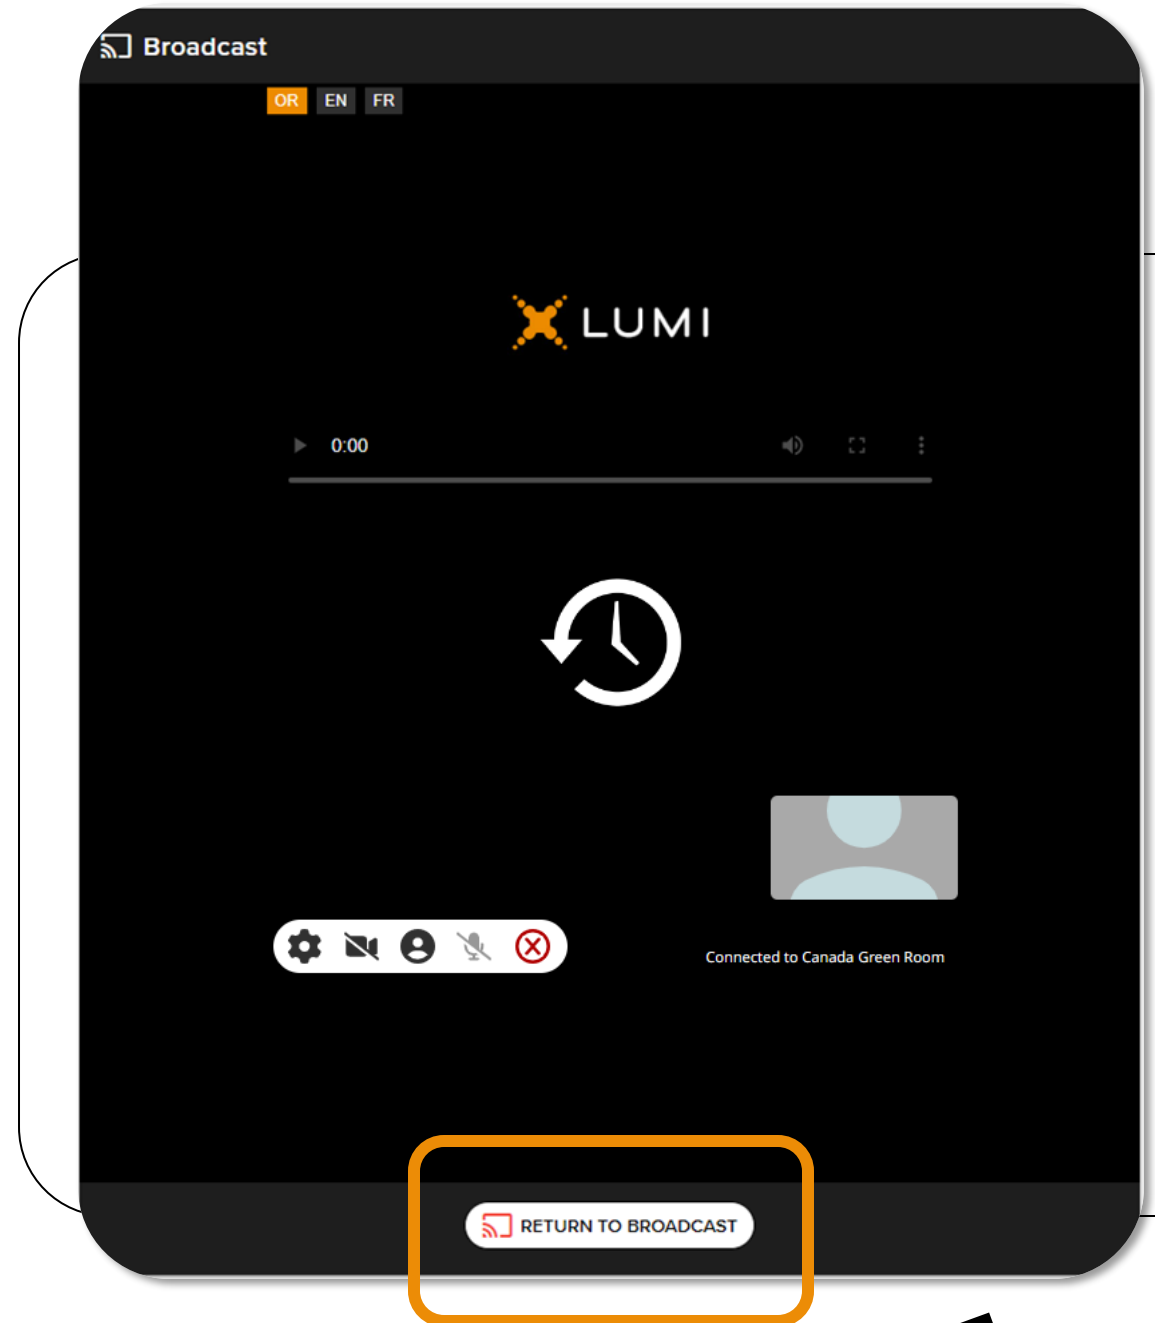 Broadcast
OR EN FR
LUMI
0:00
Connected to Canada Green Room
RETURN TO BROADCAST